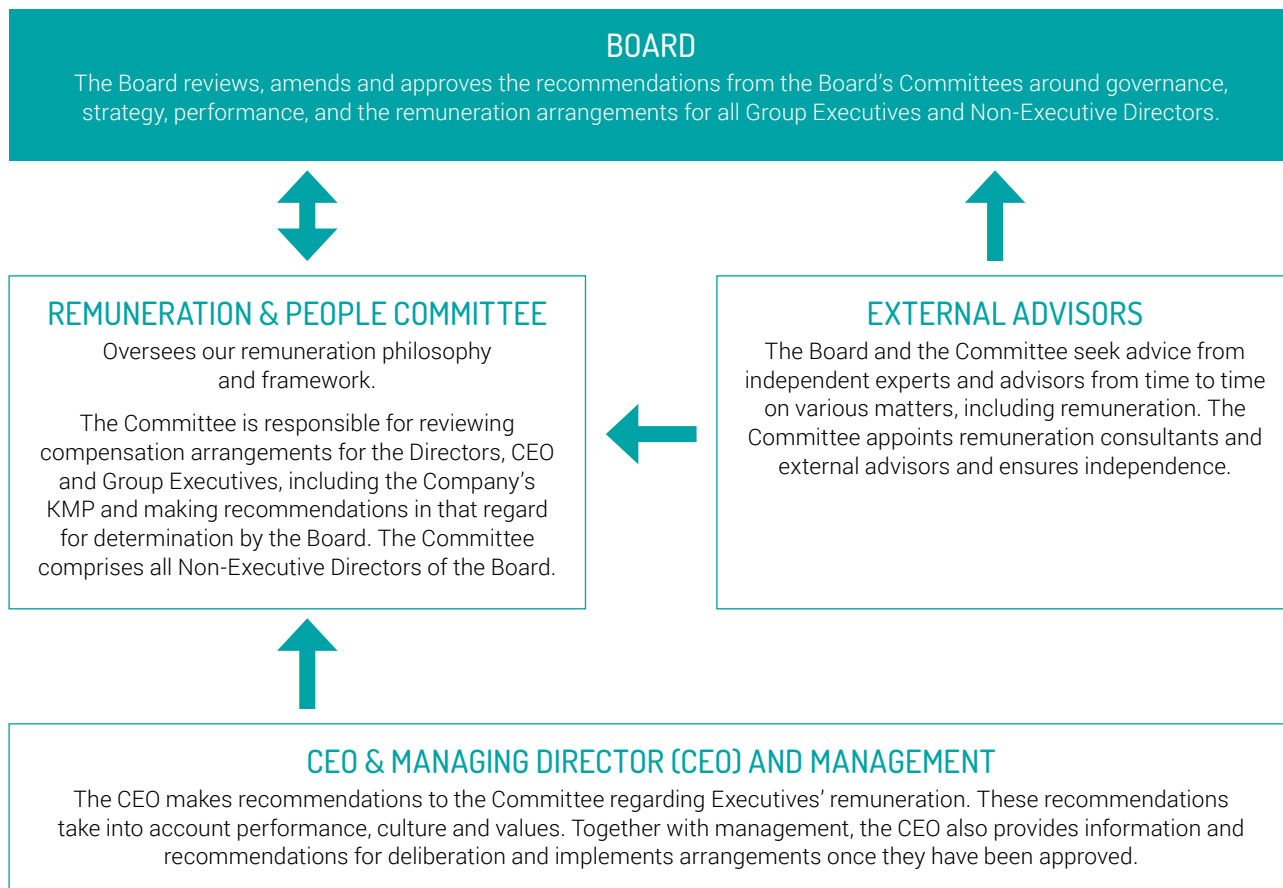 BOARD
The Board reviews, amends and approves the recommendations from the Board's Committees around governance,
strategy, performance, and the remuneration arrangements for all Group Executives and Non-Executive Directors.
REMUNERATION & PEOPLE COMMITTEE
Oversees our remuneration philosophy
and framework.
The Committee is responsible for reviewing
compensation arrangements for the Directors, CEO
and Group Executives, including the Company's
KMP and making recommendations in that regard
for determination by the Board. The Committee
comprises all Non-Executive Directors of the Board.
EXTERNAL ADVISORS
The Board and the Committee seek advice from
independent experts and advisors from time to time
on various matters, including remuneration. The
Committee appoints remuneration consultants and
external advisors and ensures independence.
CEO & MANAGING DIRECTOR (CEO) AND MANAGEMENT
The CEO makes recommendations to the Committee regarding Executives' remuneration. These recommendations
take into account performance, culture and values. Together with management, the CEO also provides information and
recommendations for deliberation and implements arrangements once they have been approved.